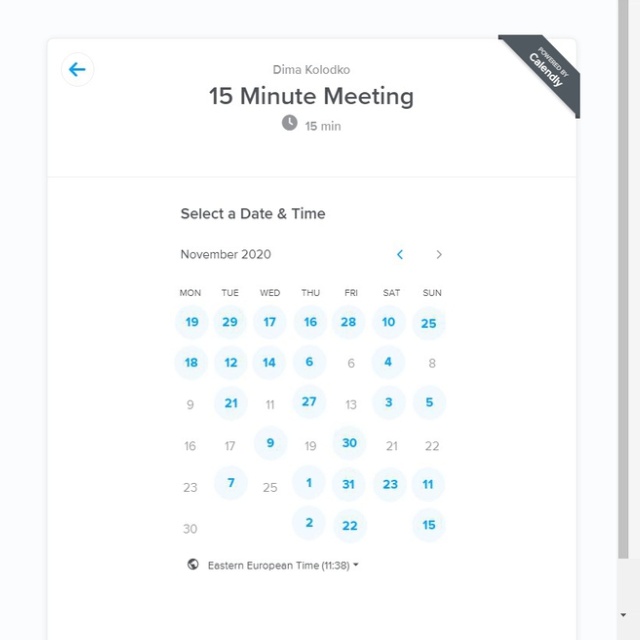 POWERED BY
Calendly
Dima Kolodko
15 Minute Meeting
15 min
Select a Date & Time
November 2020
MON TUE WED THU FRI SAT SUN
19 29 17 16 28 10 25
18 12 14 6 6 4 8
9 21 11 27 13 3 5
16 17 9 19 30 21 22
23 7 25 1 31 23 11
30 2 22 15
Eastern European Time (11:38)